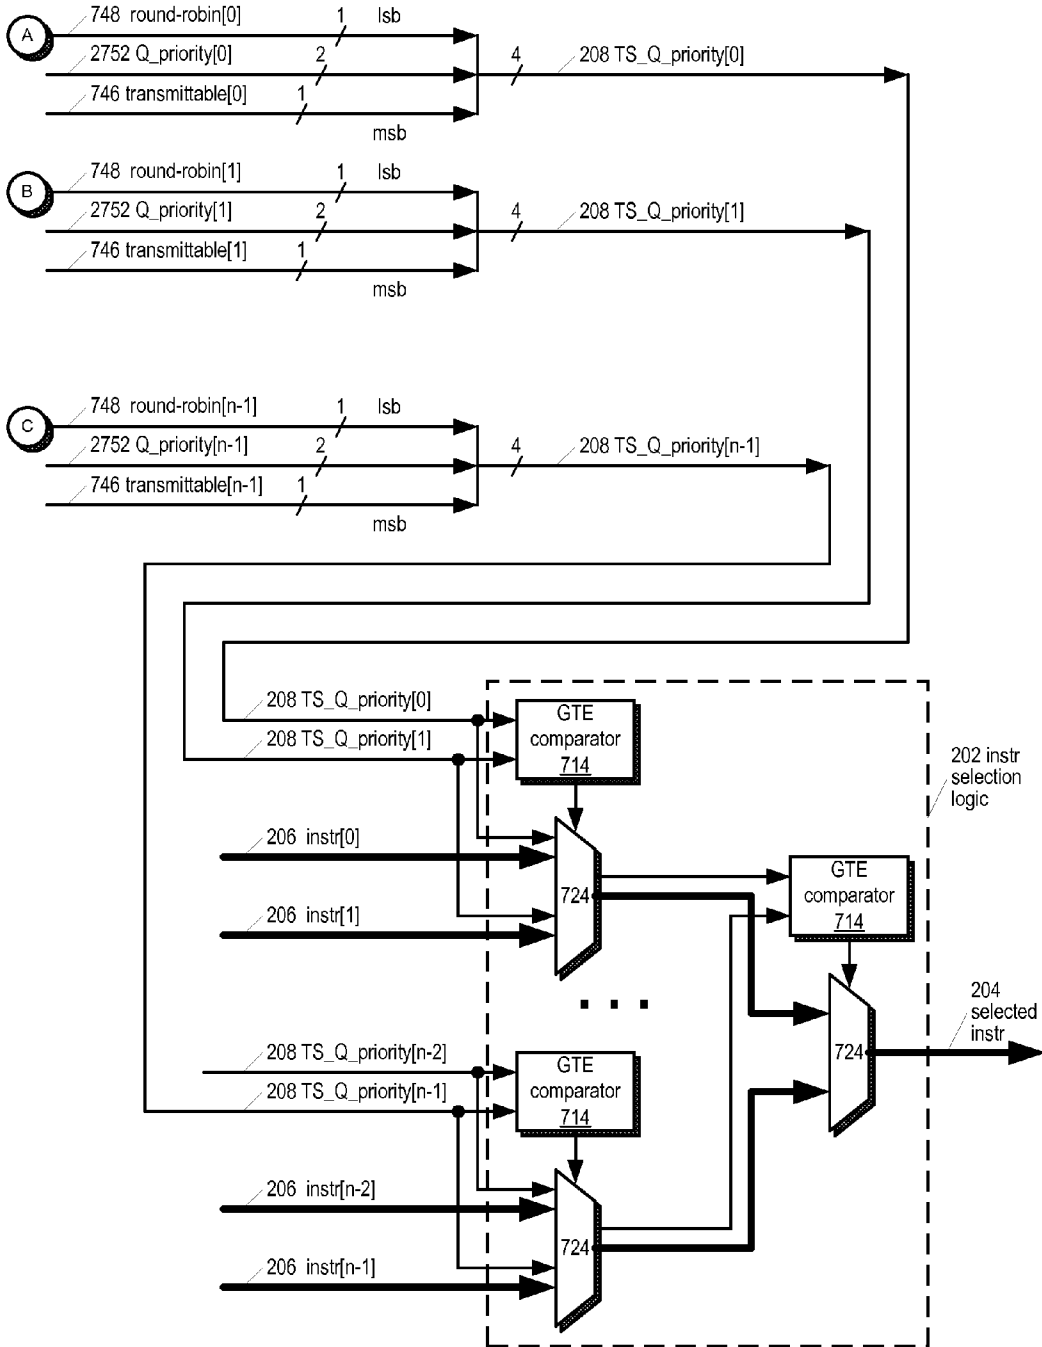 A
748 round-robin[0]
1
lsb
2752 Q_priority[0]
2
4
208 TS_Q_priority[0]
746 transmittable[0]
1
msb
B
748 round-robin[1]
1
lsb
2752 Q_priority[1]
2
4
208 TS_Q_priority[1]
746 transmittable[1]
1
msb
C
748 round-robin[n-1]
1
lsb
2752 Q_priority[n-1]
2
4
208 TS_Q_priority[n-1]
746 transmittable[n-1]
1
msb
208 TS_Q_priority[0]
208 TS_Q_priority[1]
GTE
comparator
714
202 instr
selection
logic
206 instr[0]
206 instr[1]
724
GTE
comparator
714
. . .
204
selected
instr
724
208 TS_Q_priority[n-2]
208 TS_Q_priority[n-1]
GTE
comparator
714
206 instr[n-2]
206 instr[n-1]
724